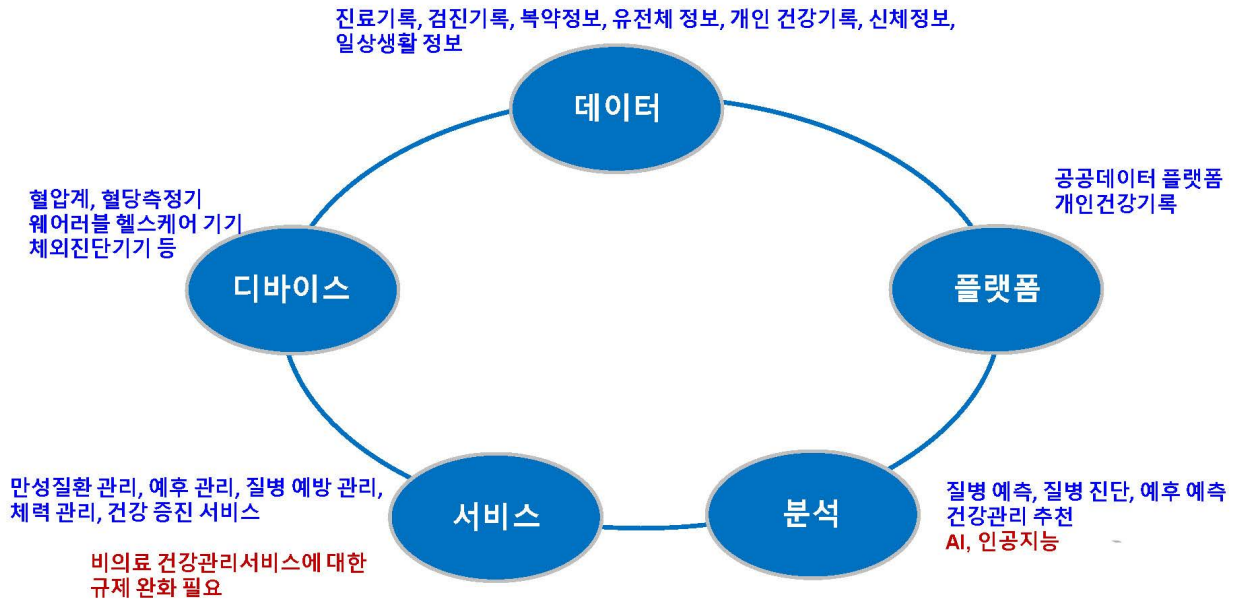 진료기록, 검진기록, 복약정보, 유전체 정보, 개인 건강기록, 신체정보,
일상생활 정보
데이터
혈압계, 혈당측정기
웨어러블 헬스케어 기기
체외진단기기 등
디바이스
공공데이터 플랫폼
개인건강기록
플랫폼
만성질환 관리, 예후 관리, 질병 예방 관리,
체력 관리, 건강 증진 서비스
비의료 건강관리서비스에 대한
규제 완화 필요
서비스
분석
질병 예측, 질병 진단, 예후 예측
건강관리 추천
AI, 인공지능